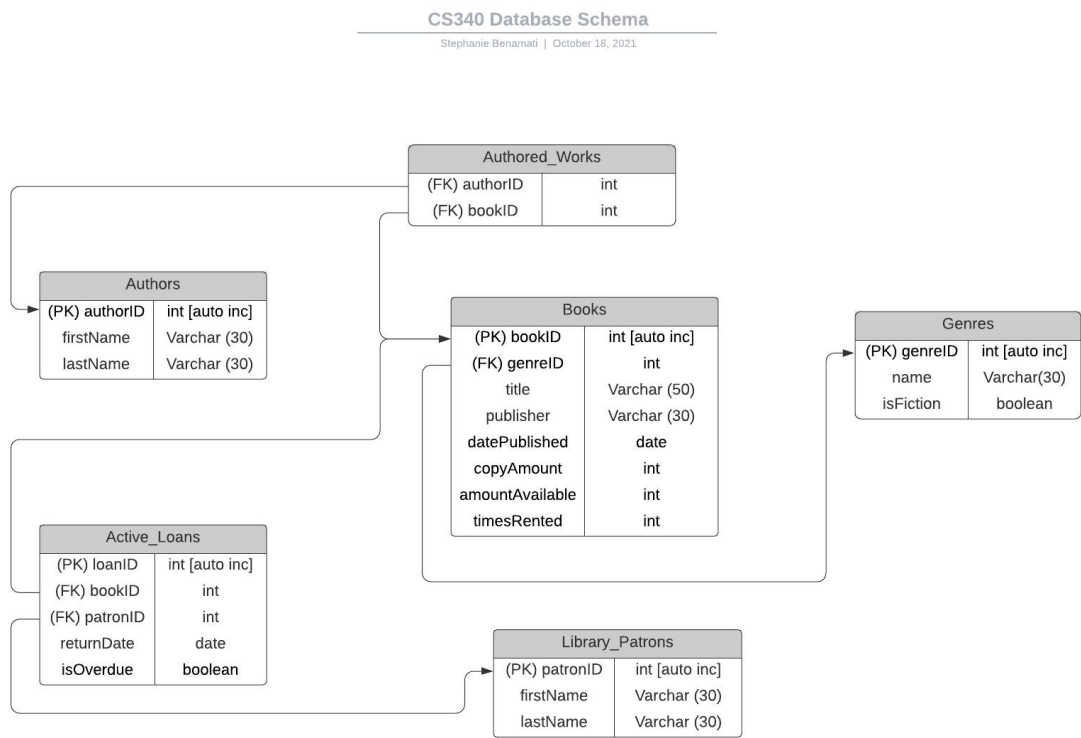 CS340 Database Schema
Stephanie Benamati | October 18, 2021
Authored_Works
(FK) authorID int
(FK) bookID int
Authors
(PK) authorID int [auto inc]
firstName Varchar (30)
lastName Varchar (30)
Books
(PK) bookID int [auto inc]
(FK) genreID int
title Varchar (50)
publisher Varchar (30)
datePublished date
copyAmount int
amountAvailable int
timesRented int
Genres
(PK) genreID int [auto inc]
name Varchar(30)
isFiction boolean
Active_Loans
(PK) loanID int [auto inc]
(FK) bookID int
(FK) patronID int
returnDate date
isOverdue boolean
Library_Patrons
(PK) patronID int [auto inc]
firstName Varchar (30)
lastName Varchar (30)